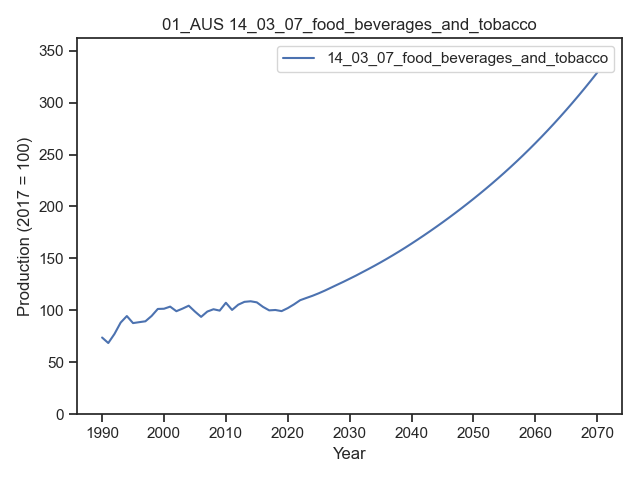 01_AUS 14_03_07_food_beverages_and_tobacco
14_03_07_food_beverages_and_tobacco
Production (2017 = 100)
350
300
250
200
150
100
50
0
1990 2000 2010 2020 2030 2040 2050 2060 2070
Year